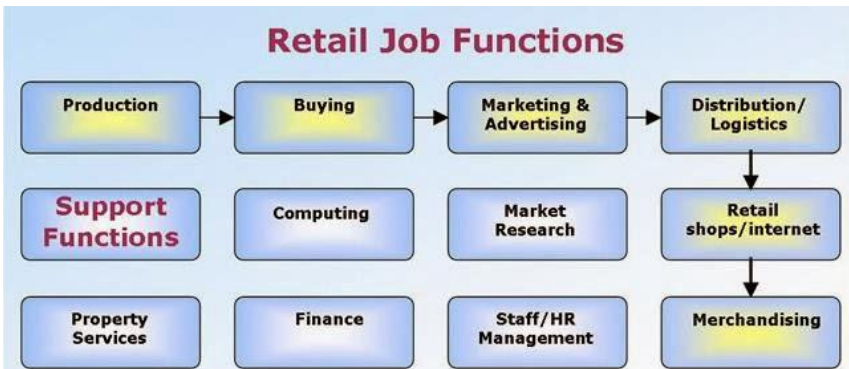 Retail Job Functions
Production
Buying
Marketing &
Advertising
Distribution/
Logistics
Support
Functions
Computing
Market
Research
Retail
shops/internet
Property
Services
Finance
Staff/HR
Management
Merchandising